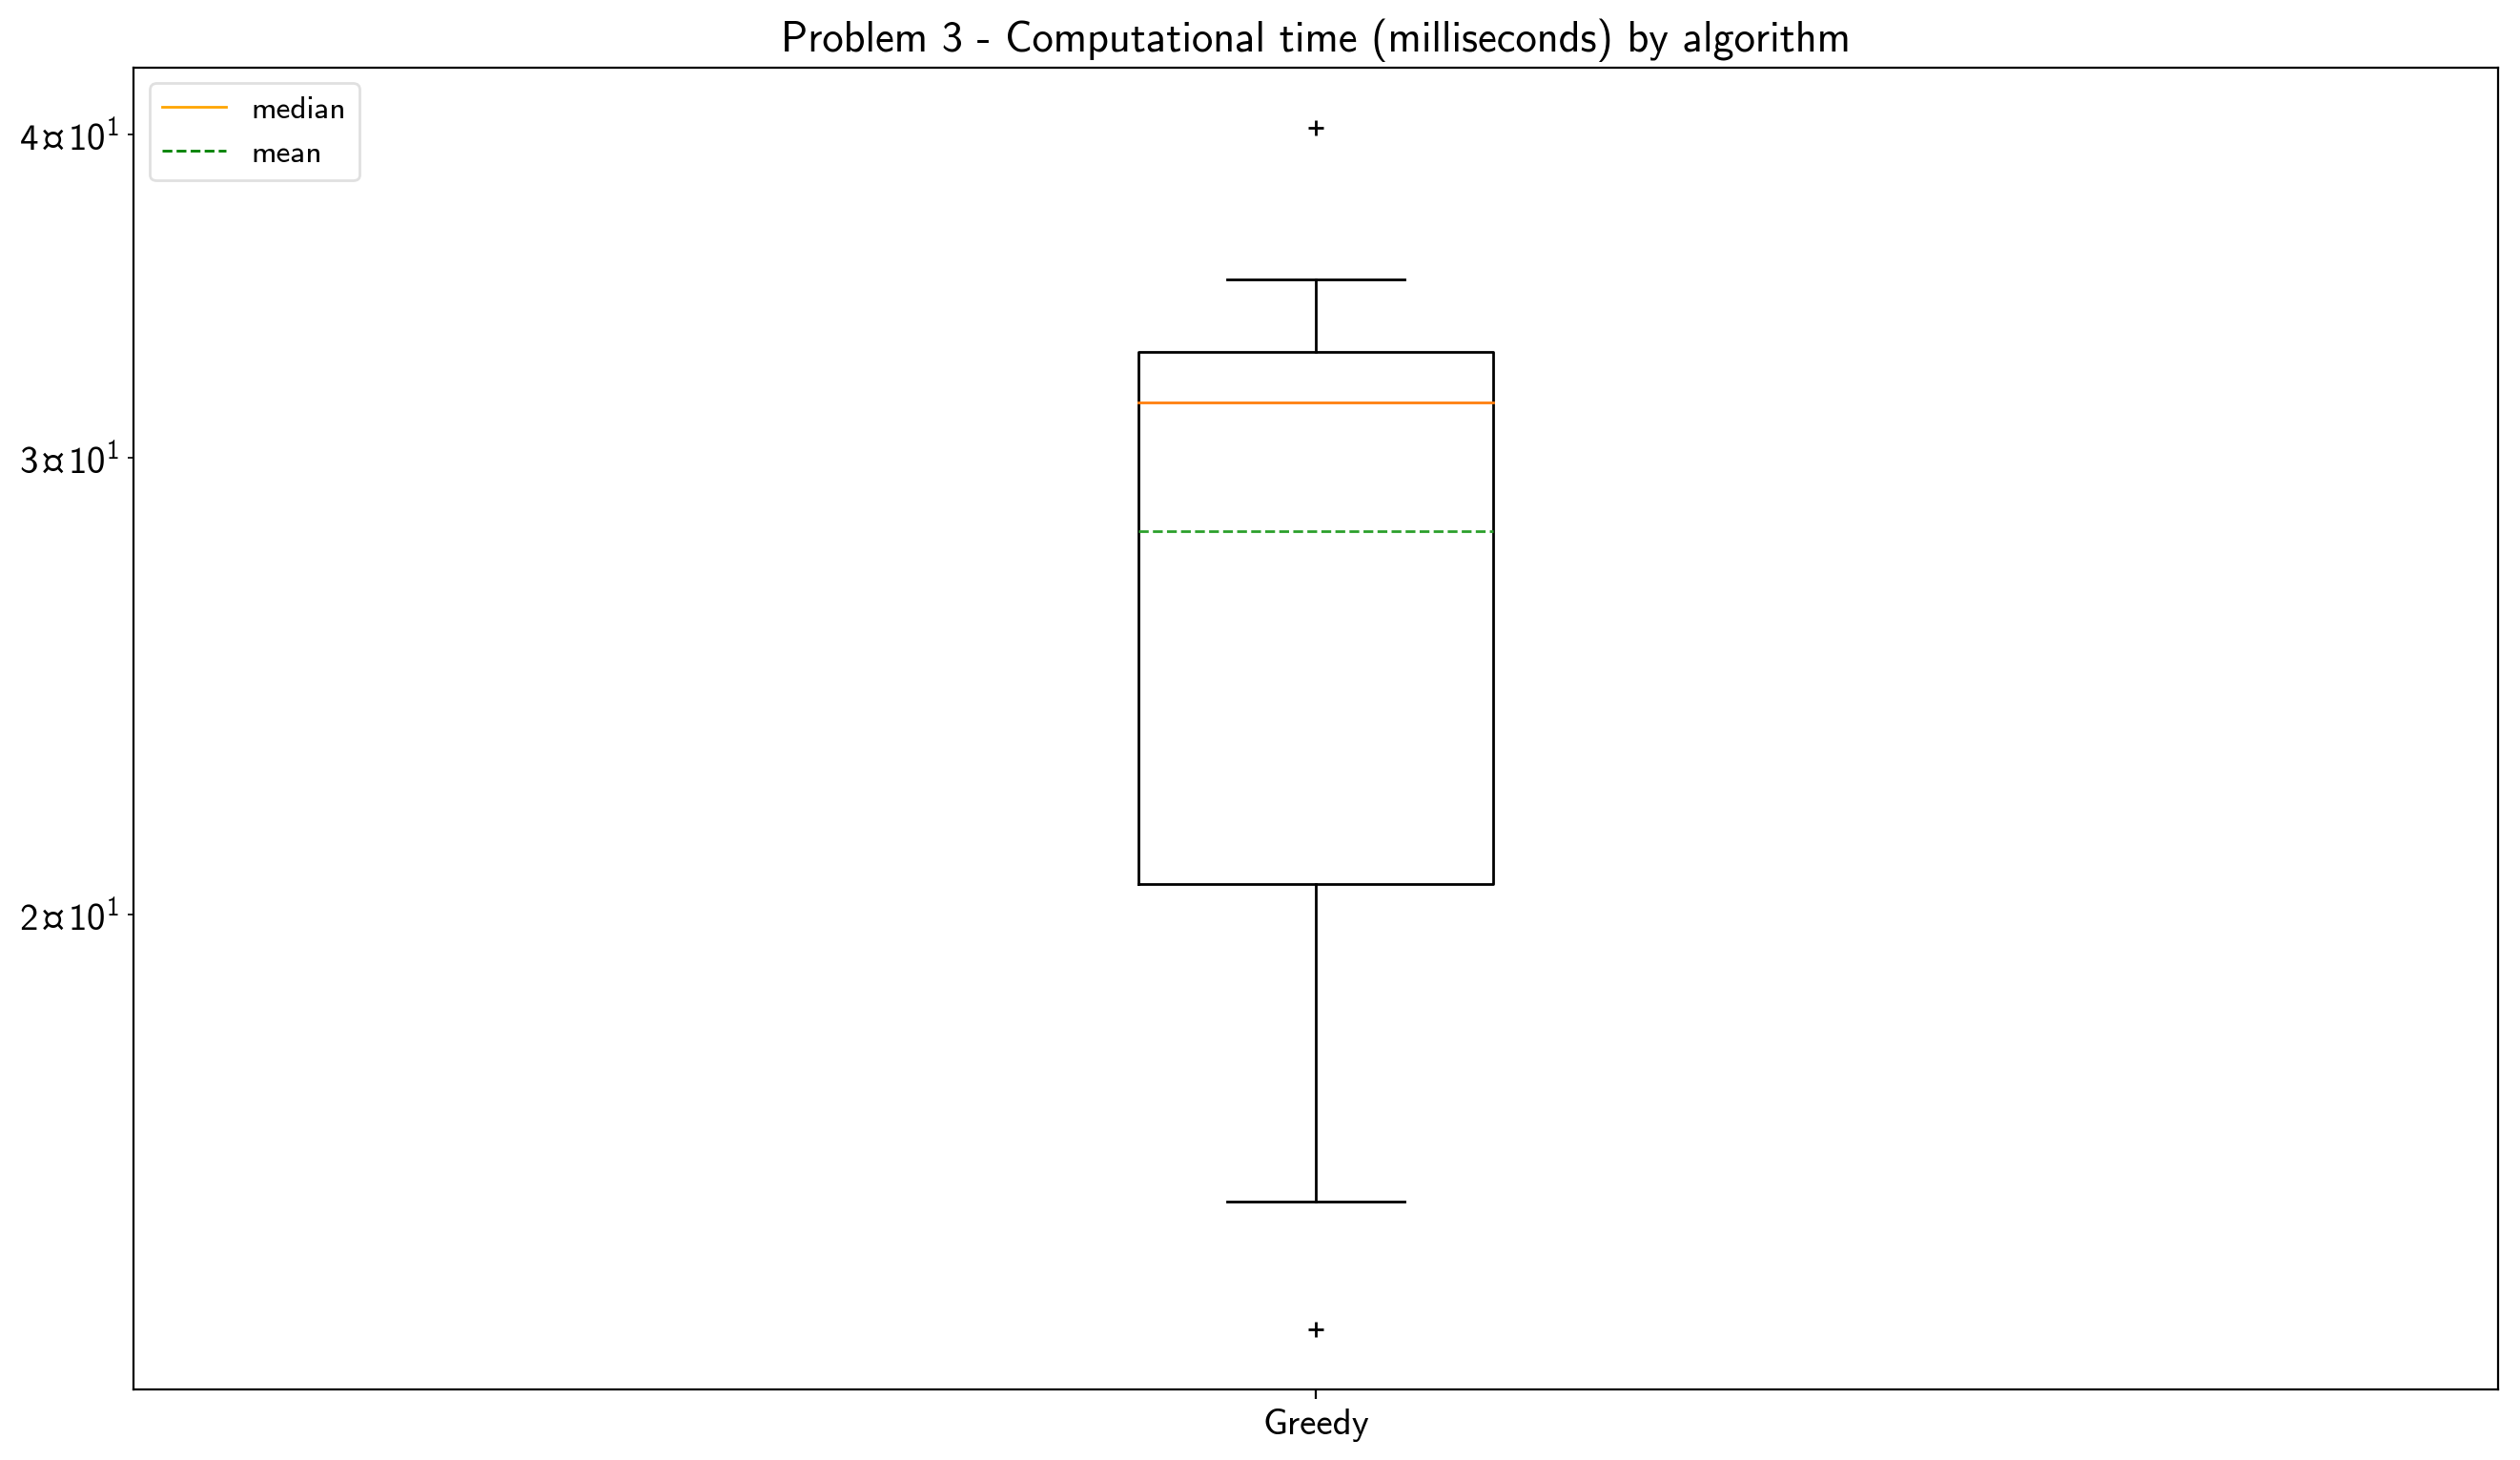 Problem 3 - Computational time (milliseconds) by algorithm
median
mean
4¤10¹
3¤10¹
2¤10¹
Greedy